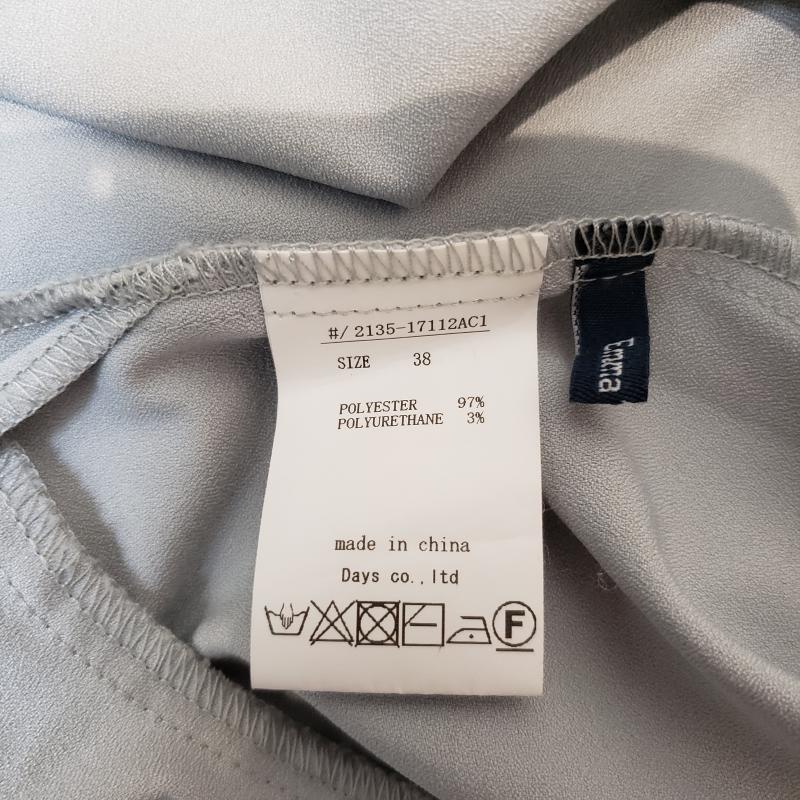 #/ 2135-17112AC1
SIZE 38
POLYESTER 97%
POLYURETHANE 3%
made in china
Days co., ltd
F
Emma